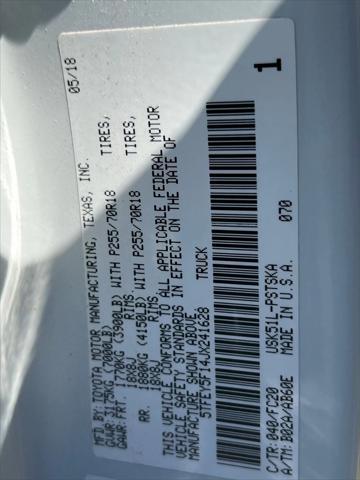 MFD. BY: TOYOTA MOTOR MANUFACTURING, TEXAS, INC. 05/18
GVWR: 3175KG (7000LB)
GAWR: FRT. 1770KG (3900LB) WITH P255/70R18 TIRES,
18X8J RIMS
RR. 1880KG (4150LB) WITH P255/70R18 TIRES,
18X8J RIMS
THIS VEHICLE CONFORMS TO ALL APPLICABLE FEDERAL MOTOR
VEHICLE SAFETY STANDARDS IN EFFECT ON THE DATE OF
MANUFACTURE SHOWN ABOVE.
5TFEY5F14JX241628 TRUCK
C/TR: 040/FC20 USK51L-PSTSKA
A/TM: B02A/AB60E MADE IN U.S.A. 070
1